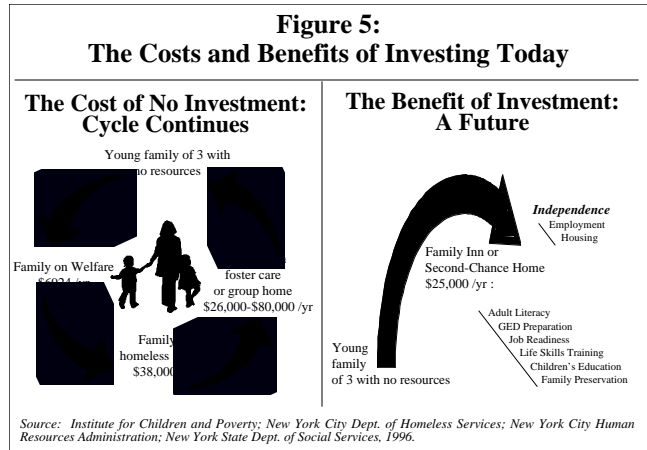 Figure 5:
The Costs and Benefits of Investing Today
The Cost of No Investment:
Cycle Continues
Young family of 3 with
no resources
Family on Welfare
/yr
foster care
or group home
$26,000-$80,000 /yr
Family
homeless
$38,000
The Benefit of Investment:
A Future
Independence
Employment
Housing
Family Inn or
Second-Chance Home
$25,000 /yr :
Adult Literacy
GED Preparation
Job Readiness
Life Skills Training
Children's Education
Family Preservation
Young
family
of 3 with no resources
Source: Institute for Children and Poverty; New York City Dept. of Homeless Services; New York City Human
Resources Administration; New York State Dept. of Social Services, 1996.